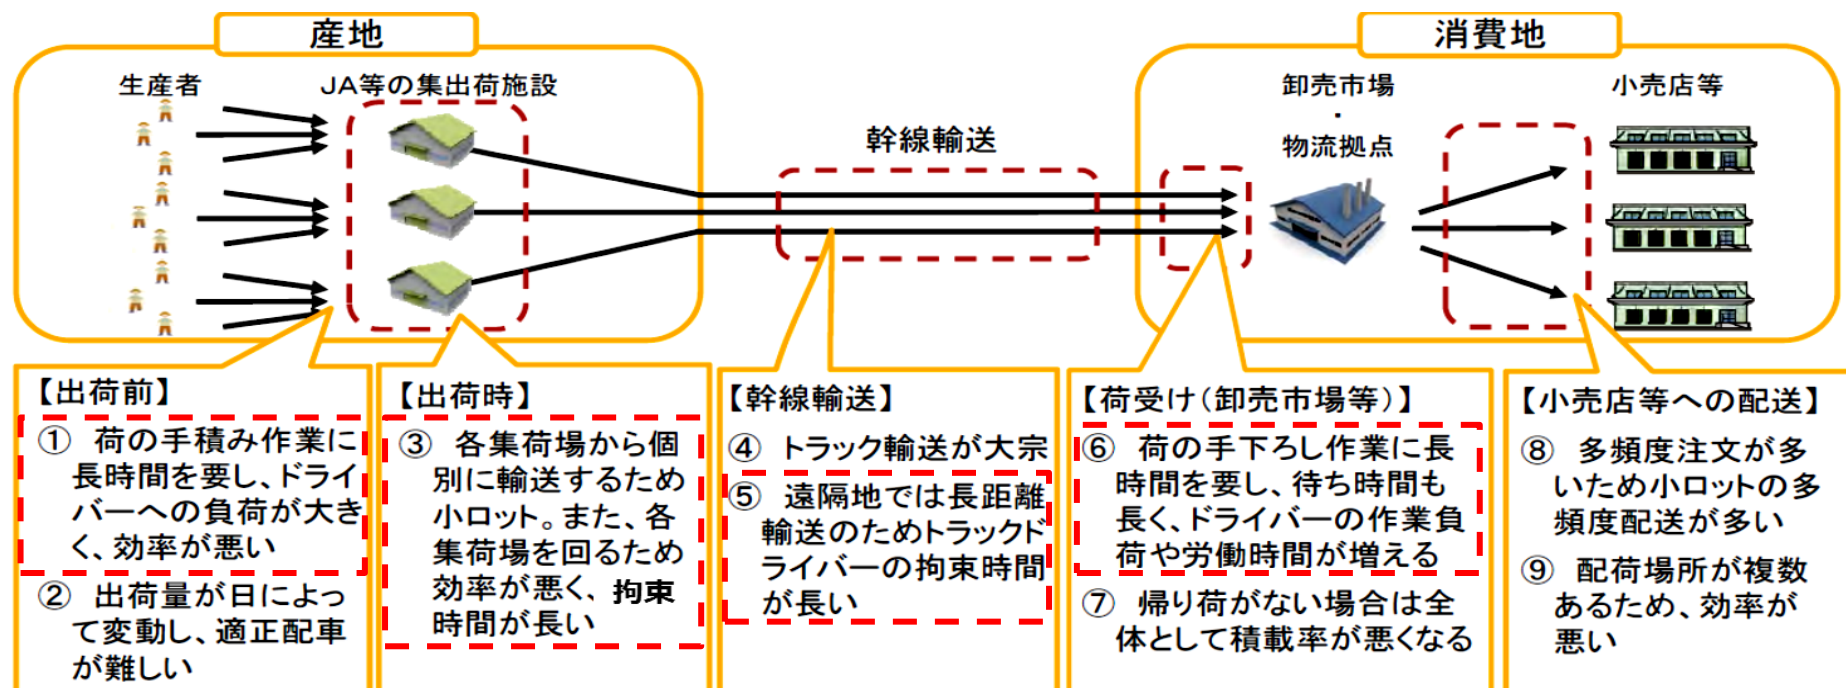 産地
消費地
生産者
JA等の集出荷施設
幹線輸送
卸売市場
・
物流拠点
小売店等
【出荷前】
① 荷の手積み作業に
長時間を要し、ドライ
バーへの負荷が大き
く、効率が悪い
② 出荷量が日によっ
て変動し、適正配車
が難しい
【出荷時】
③ 各集荷場から個
別に輸送するため
小ロット。また、各
集荷場を回るため
効率が悪く、拘束
時間が長い
【幹線輸送】
④ トラック輸送が大宗
⑤ 遠隔地では長距離
輸送のためトラックド
ライバーの拘束時間
が長い
【荷受け(卸売市場等)】
⑥ 荷の手下ろし作業に長
時間を要し、待ち時間も
長く、ドライバーの作業負
荷や労働時間が増える
⑦ 帰り荷がない場合は全
体として積載率が悪くなる
【小売店等への配送】
⑧ 多頻度注文が多
いため小ロットの多
頻度配送が多い
⑨ 配荷場所が複数
あるため、効率が
悪い